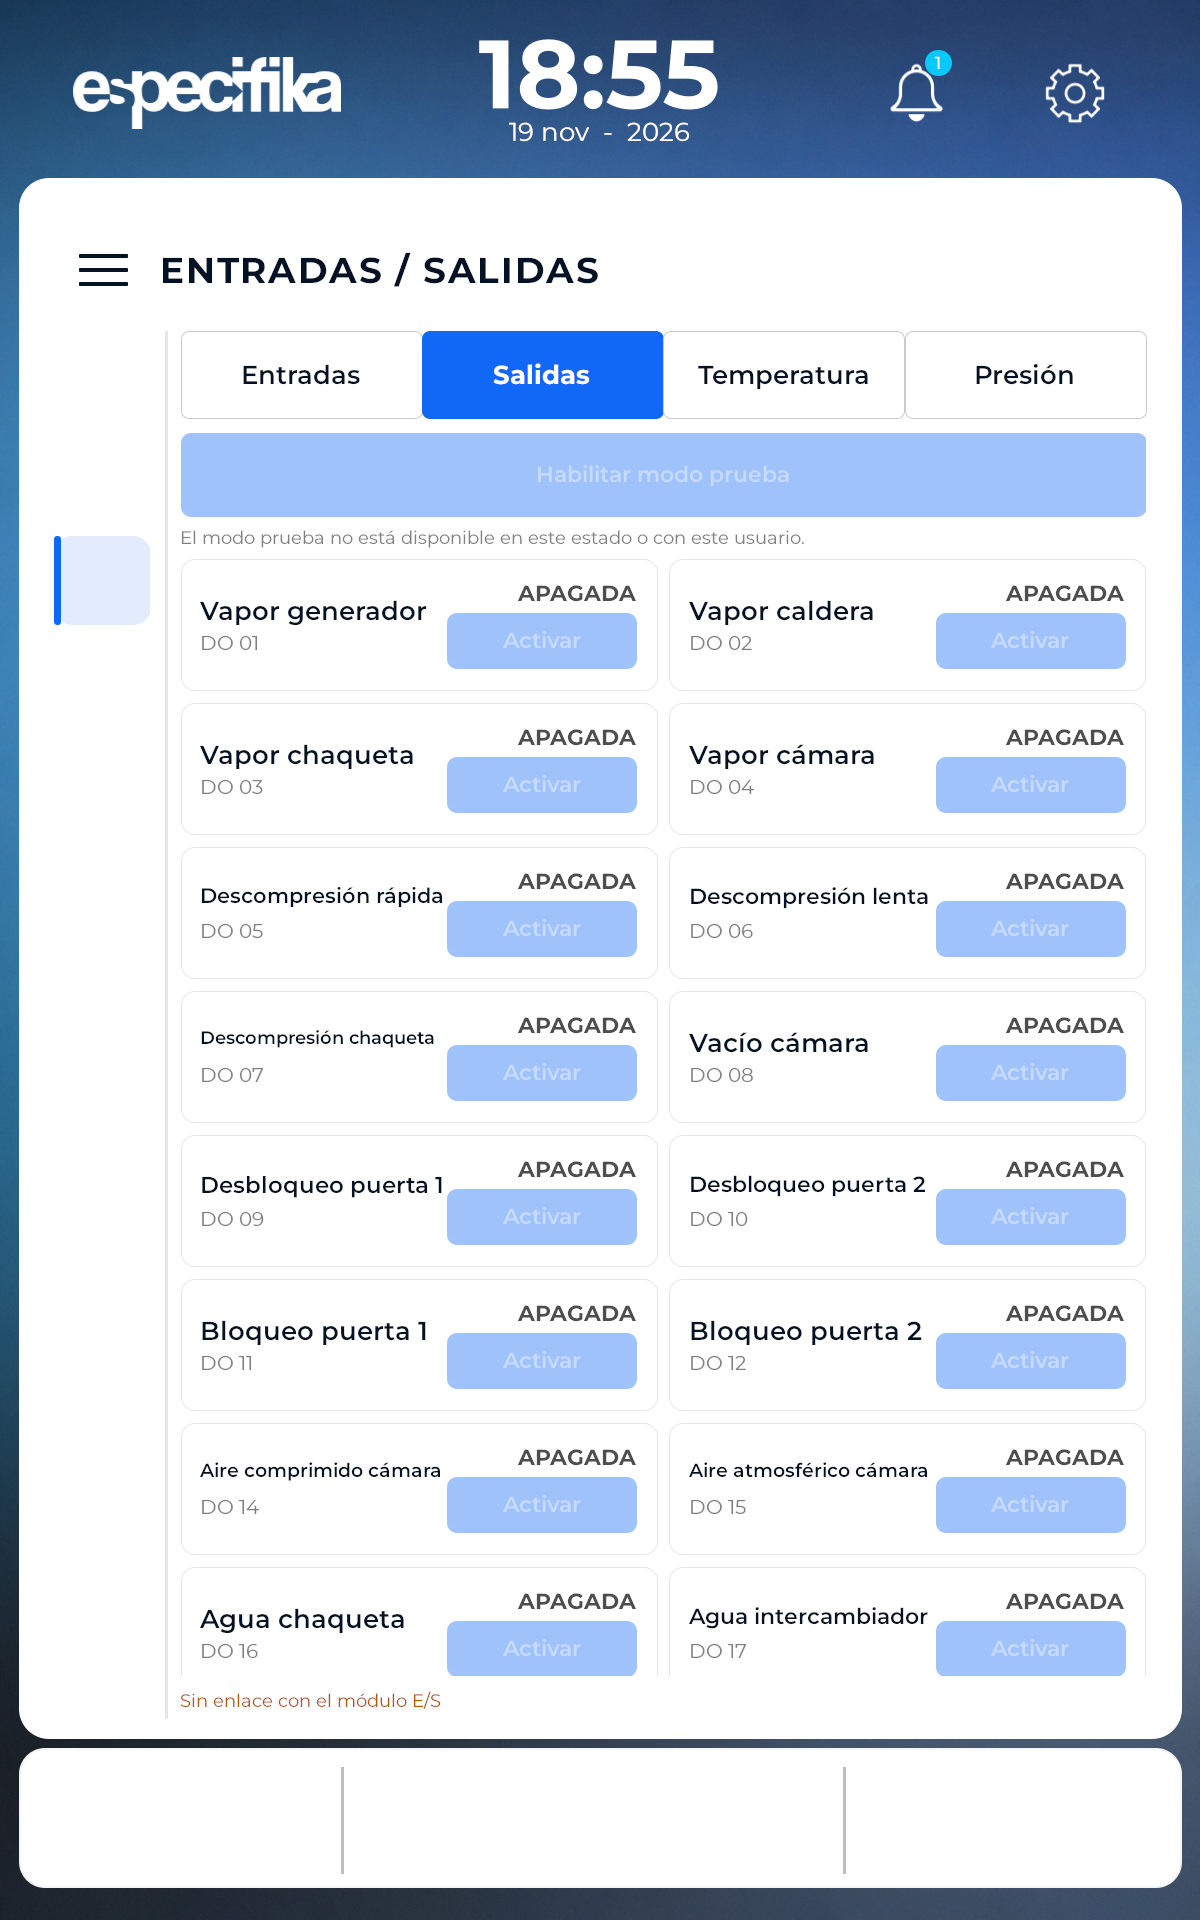 especifika
18:55
1
19 nov - 2026
ENTRADAS / SALIDAS
Entradas
Salidas
Temperatura
Presión
Habilitar modo prueba
El modo prueba no está disponible en este estado o con este usuario.
Vapor generador
DO 01
APAGADA
Activar
Vapor caldera
DO 02
APAGADA
Activar
Vapor chaqueta
DO 03
APAGADA
Activar
Vapor cámara
DO 04
APAGADA
Activar
Descompresión rápida
DO 05
APAGADA
Activar
Descompresión lenta
DO 06
APAGADA
Activar
Descompresión chaqueta
DO 07
APAGADA
Activar
Vacío cámara
DO 08
APAGADA
Activar
Desbloqueo puerta 1
DO 09
APAGADA
Activar
Desbloqueo puerta 2
DO 10
APAGADA
Activar
Bloqueo puerta 1
DO 11
APAGADA
Activar
Bloqueo puerta 2
DO 12
APAGADA
Activar
Aire comprimido cámara
DO 14
APAGADA
Activar
Aire atmosférico cámara
DO 15
APAGADA
Activar
Agua chaqueta
DO 16
APAGADA
Activar
Agua intercambiador
DO 17
APAGADA
Activar
Sin enlace con el módulo E/S